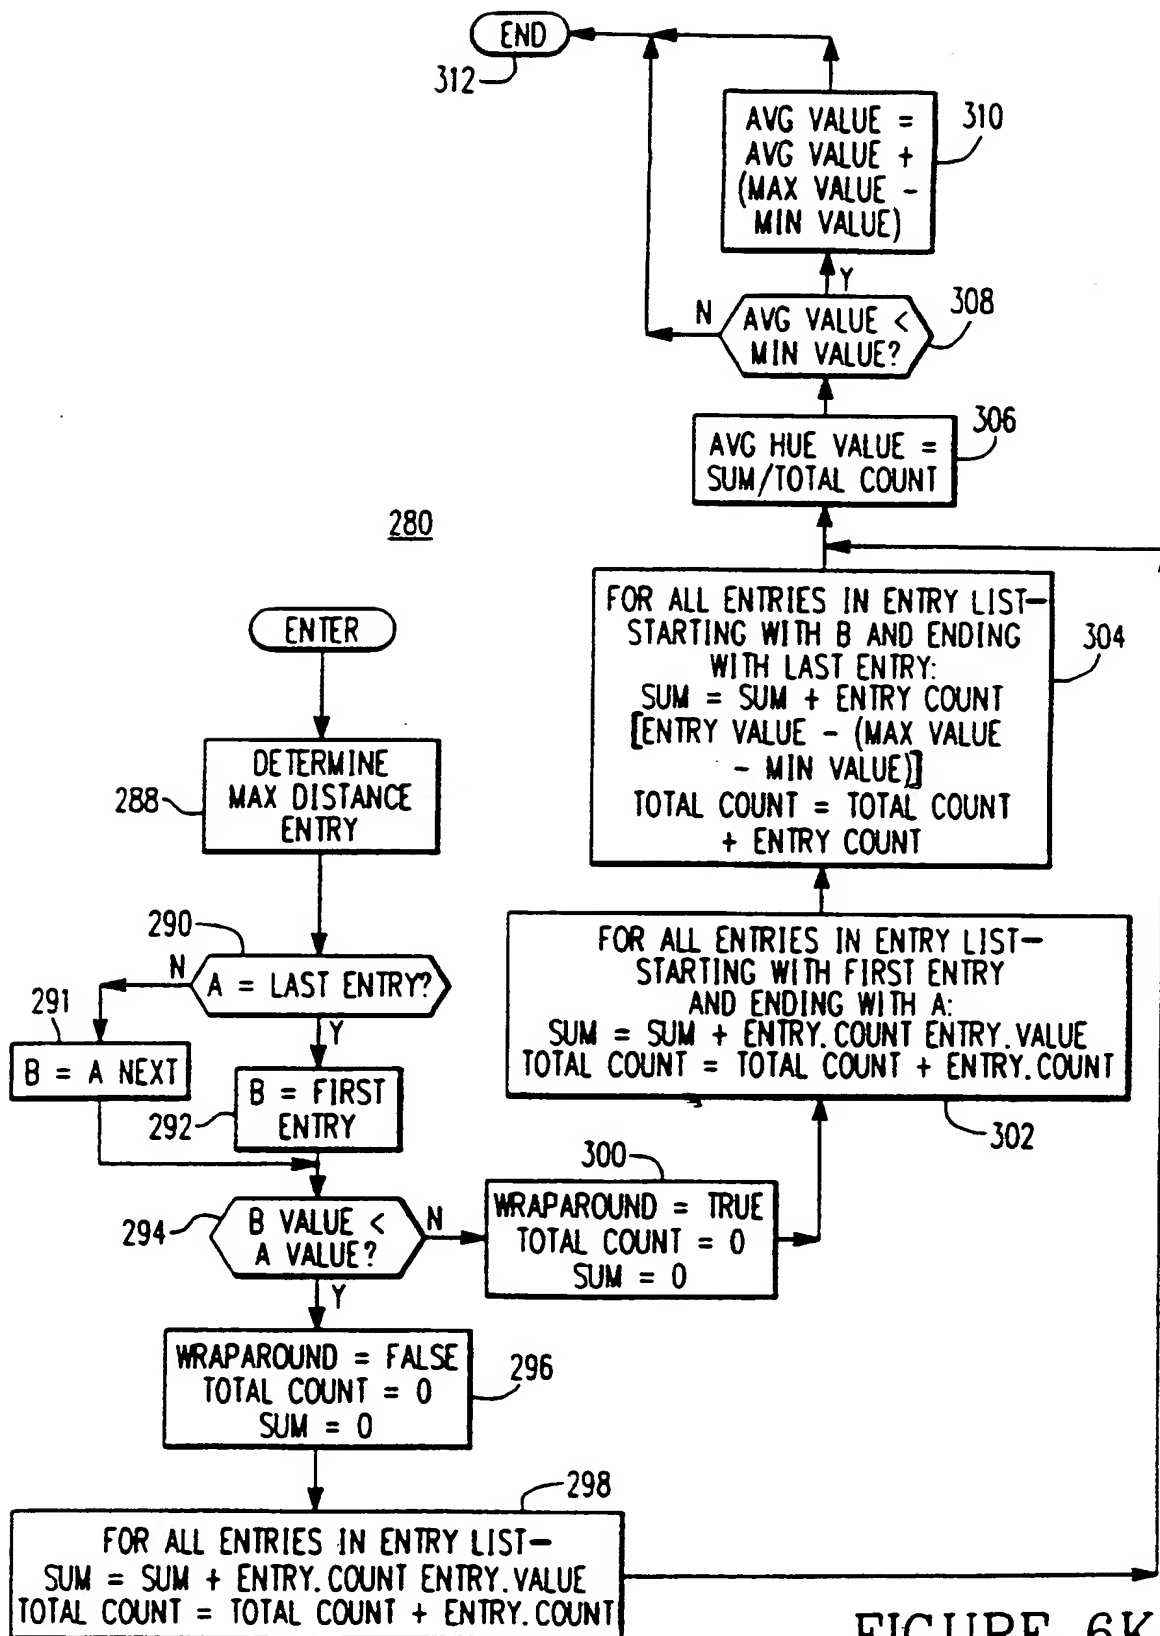 END
312
AVG VALUE =
AVG VALUE +
(MAX VALUE -
MIN VALUE)
310
Y
N
AVG VALUE <
MIN VALUE?
308
AVG HUE VALUE =
SUM/TOTAL COUNT
306
280
FOR ALL ENTRIES IN ENTRY LIST-
STARTING WITH B AND ENDING
WITH LAST ENTRY:
SUM = SUM + ENTRY COUNT
[ENTRY VALUE - (MAX VALUE
- MIN VALUE)]
TOTAL COUNT = TOTAL COUNT
+ ENTRY COUNT
304
ENTER
DETERMINE
MAX DISTANCE
ENTRY
288
290
N
A = LAST ENTRY?
Y
291
B = A NEXT
B = FIRST
ENTRY
292
FOR ALL ENTRIES IN ENTRY LIST-
STARTING WITH FIRST ENTRY
AND ENDING WITH A:
SUM = SUM + ENTRY.COUNT ENTRY.VALUE
TOTAL COUNT = TOTAL COUNT + ENTRY.COUNT
302
294
B VALUE <
A VALUE?
N
Y
300
WRAPAROUND = TRUE
TOTAL COUNT = 0
SUM = 0
WRAPAROUND = FALSE
TOTAL COUNT = 0
SUM = 0
296
298
FOR ALL ENTRIES IN ENTRY LIST-
SUM = SUM + ENTRY.COUNT ENTRY.VALUE
TOTAL COUNT = TOTAL COUNT + ENTRY.COUNT
FIGURE 6K